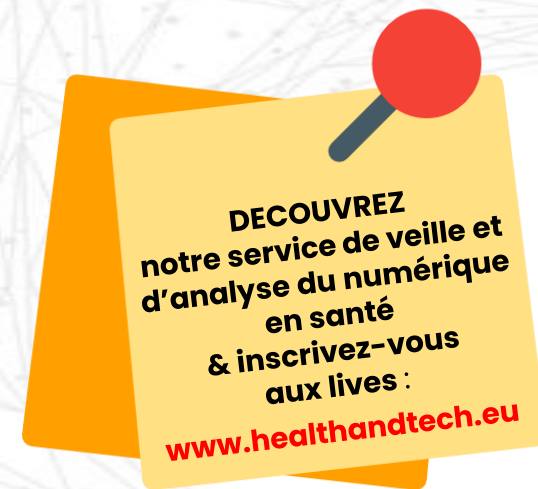 DECOUVREZ
notre service de veille et
d’analyse du numérique
en santé
& inscrivez-vous
aux lives :
www.healthandtech.eu